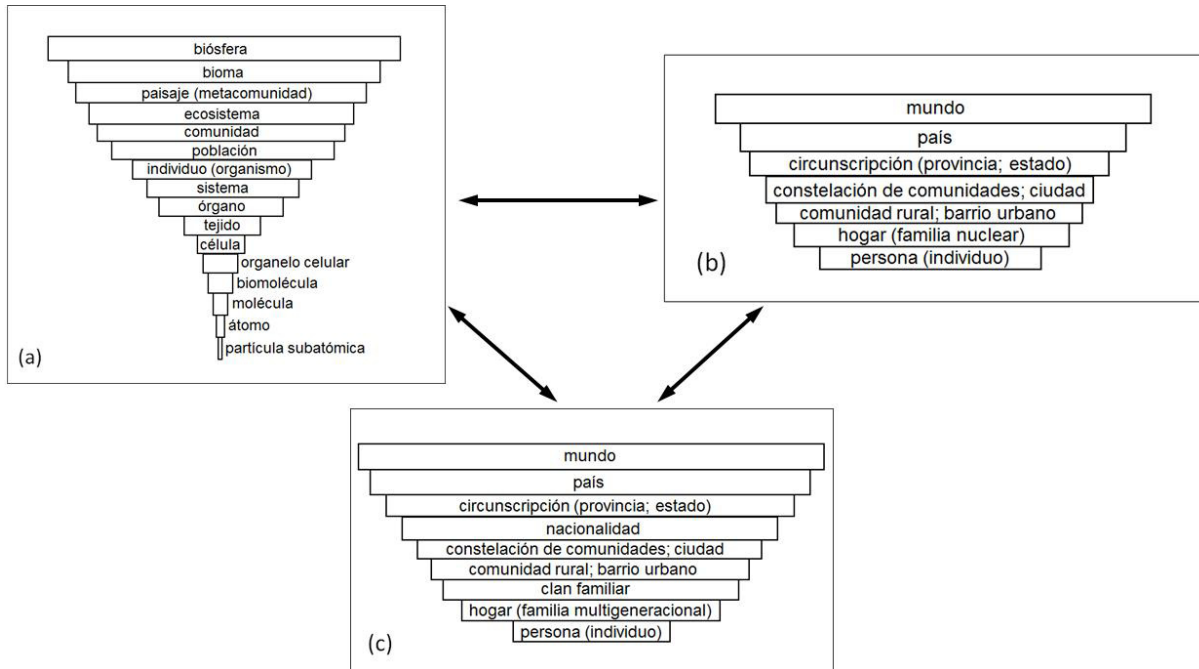 biósfera
bioma
paisaje (metacomunidad)
ecosistema
comunidad
población
individuo (organismo)
sistema
órgano
tejido
célula
organelo celular
biomolécula
molécula
átomo
partícula subatómica
(a)
mundo
país
circunscripción (provincia; estado)
constelación de comunidades; ciudad
comunidad rural; barrio urbano
hogar (familia nuclear)
persona (individuo)
(b)
mundo
país
circunscripción (provincia; estado)
nacionalidad
constelación de comunidades; ciudad
comunidad rural; barrio urbano
clan familiar
hogar (familia multigeneracional)
persona (individuo)
(c)